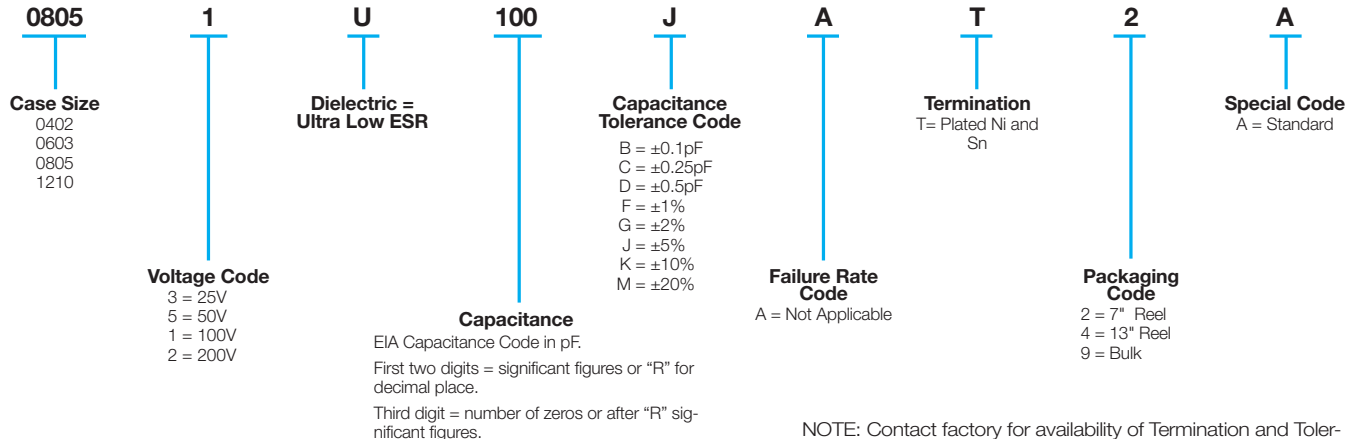 0805 1 U 100 J A T 2 A
Case Size
0402
0603
0805
1210
Voltage Code
3 = 25V
5 = 50V
1 = 100V
2 = 200V
Dielectric =
Ultra Low ESR
Capacitance
EIA Capacitance Code in pF.
First two digits = significant figures or “R” for
decimal place.
Third digit = number of zeros or after “R” sig-
nificant figures.
Capacitance
Tolerance Code
B = ±0.1pF
C = ±0.25pF
D = ±0.5pF
F = ±1%
G = ±2%
J = ±5%
K = ±10%
M = ±20%
Failure Rate
Code
A = Not Applicable
Termination
T= Plated Ni and
Sn
Packaging
Code
2 = 7" Reel
4 = 13" Reel
9 = Bulk
Special Code
A = Standard
NOTE: Contact factory for availability of Termination and Toler-